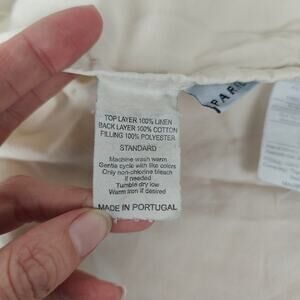 TOP LAYER 100% LINEN
BACK LAYER 100% COTTON
FILLING 100% POLYESTER
STANDARD
Machine wash warm
Gentle cycle with like colors
Only non-chlorine bleach
if needed
Tumble dry low
Warm iron if desired
MADE IN PORTUGAL